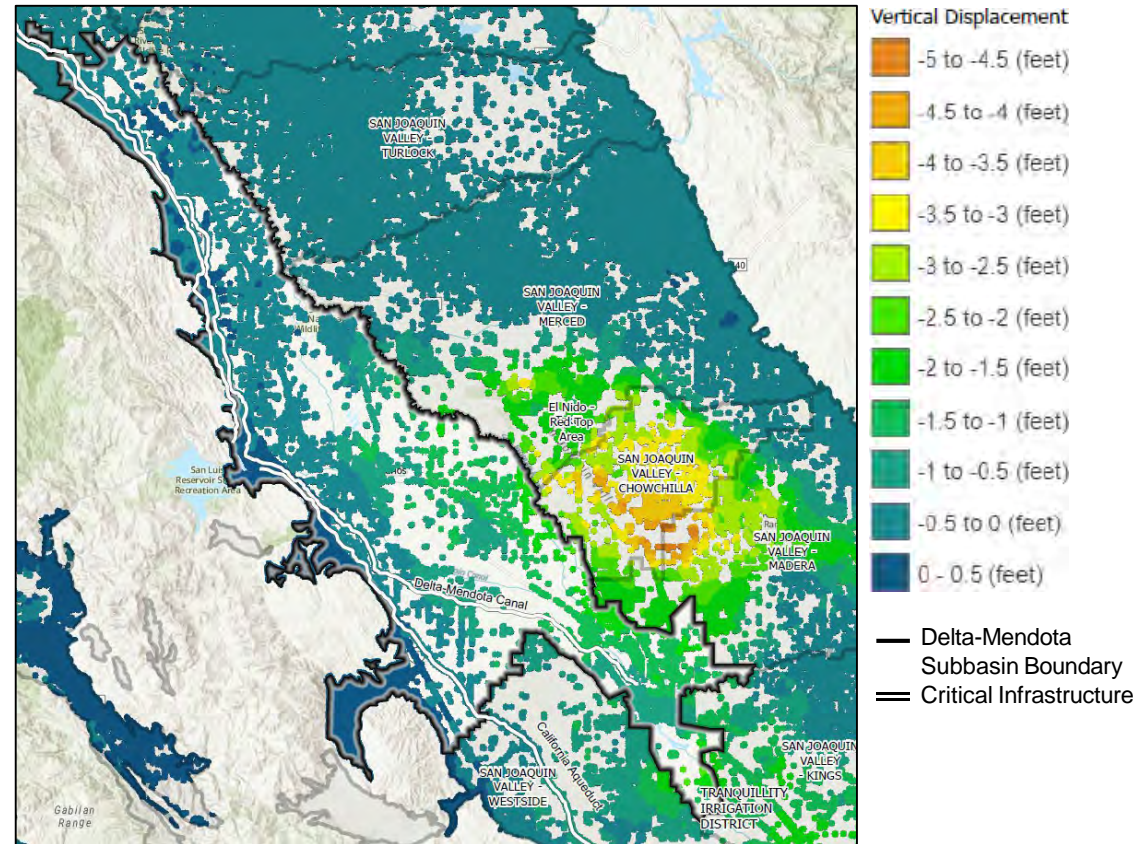 SAN JOAQUIN
VALLEY -
TURLOCK
40
SAN JOAQUIN
VALLEY -
MERCED
El Nido -
Red Top
Area
SAN JOAQUIN
VALLEY -
CHOWCHILLA
San Luis
Reservoir S
Recreation Area
SAN JOAQUIN
VALLEY -
MADERA
Delta-Mendota Canal
California Aqueduct
SAN JOAQUIN
VALLEY -
WESTSIDE
SAN JOAQUIN
VALLEY
- KINGS
TRANQUILLITY
IRRIGATION
DISTRICT
Gabilan
Range
Vertical Displacement
-5 to -4.5 (feet)
-4.5 to -4 (feet)
-4 to -3.5 (feet)
-3.5 to -3 (feet)
-3 to -2.5 (feet)
-2.5 to -2 (feet)
-2 to -1.5 (feet)
-1.5 to -1 (feet)
-1 to -0.5 (feet)
-0.5 to 0 (feet)
0 - 0.5 (feet)
Delta-Mendota
Subbasin Boundary
Critical Infrastructure